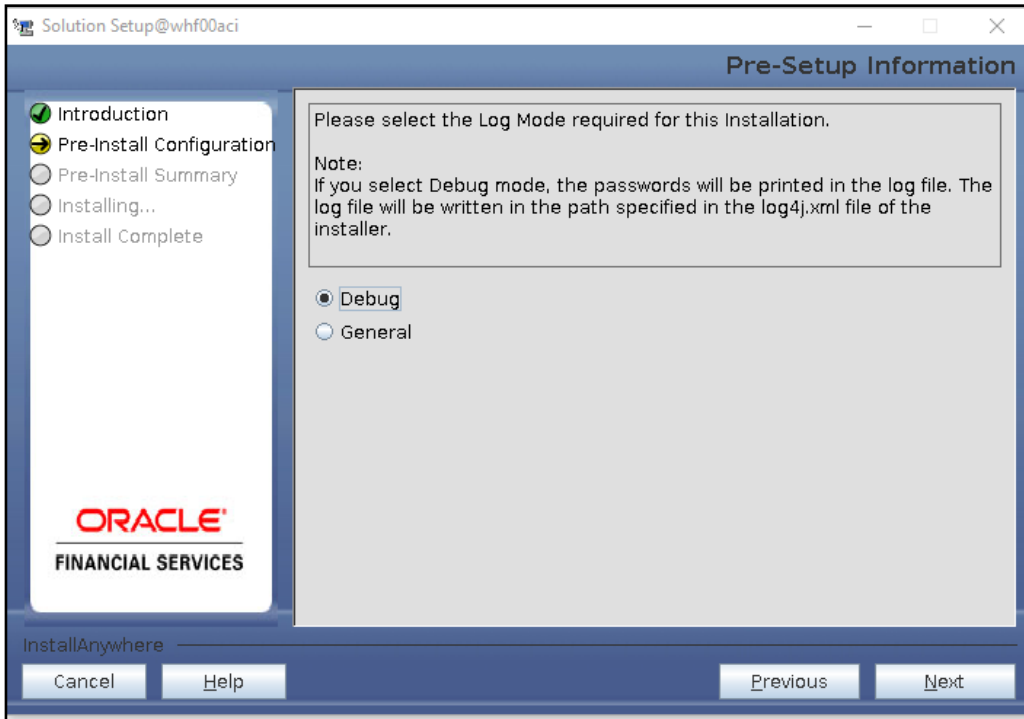 Solution Setup@whf00aci
Pre-Setup Information
Introduction
Pre-Install Configuration
Pre-Install Summary
Installing...
Install Complete
Please select the Log Mode required for this Installation.
Note:
If you select Debug mode, the passwords will be printed in the log file. The
log file will be written in the path specified in the log4j.xml file of the
installer.
Debug
General
ORACLE
FINANCIAL SERVICES
InstallAnywhere
Cancel
Help
Previous
Next